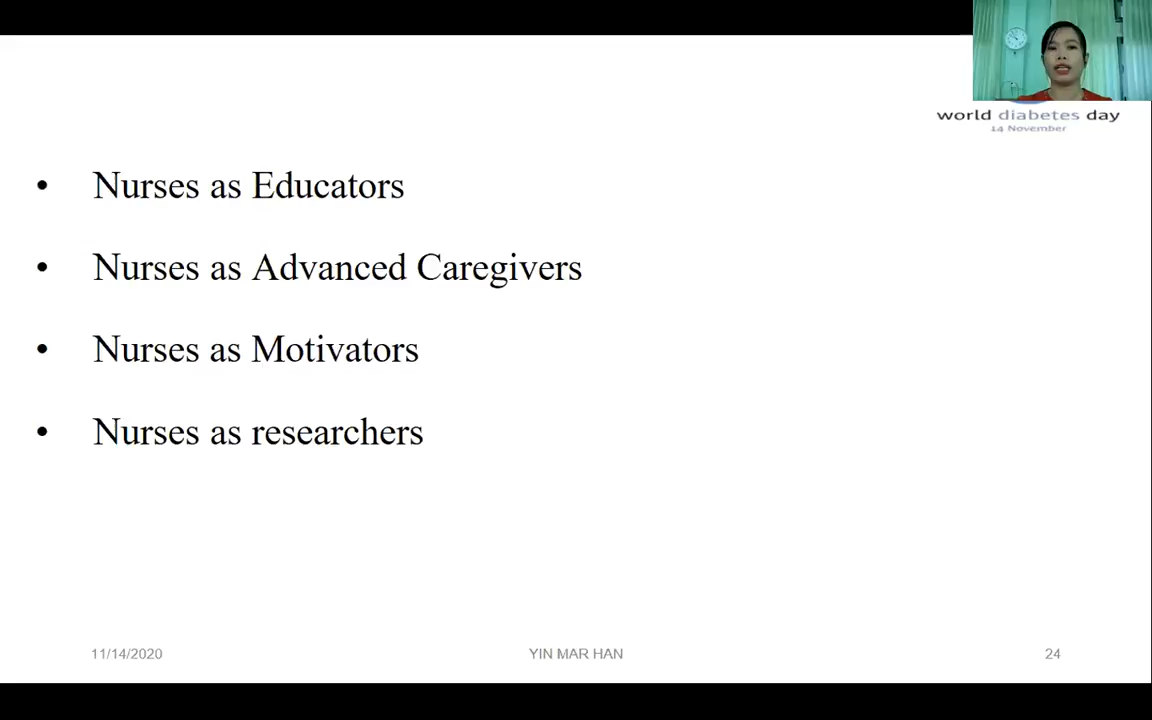 world diabetes day
14 November
• Nurses as Educators
• Nurses as Advanced Caregivers
• Nurses as Motivators
• Nurses as researchers
11/14/2020 YIN MAR HAN 24